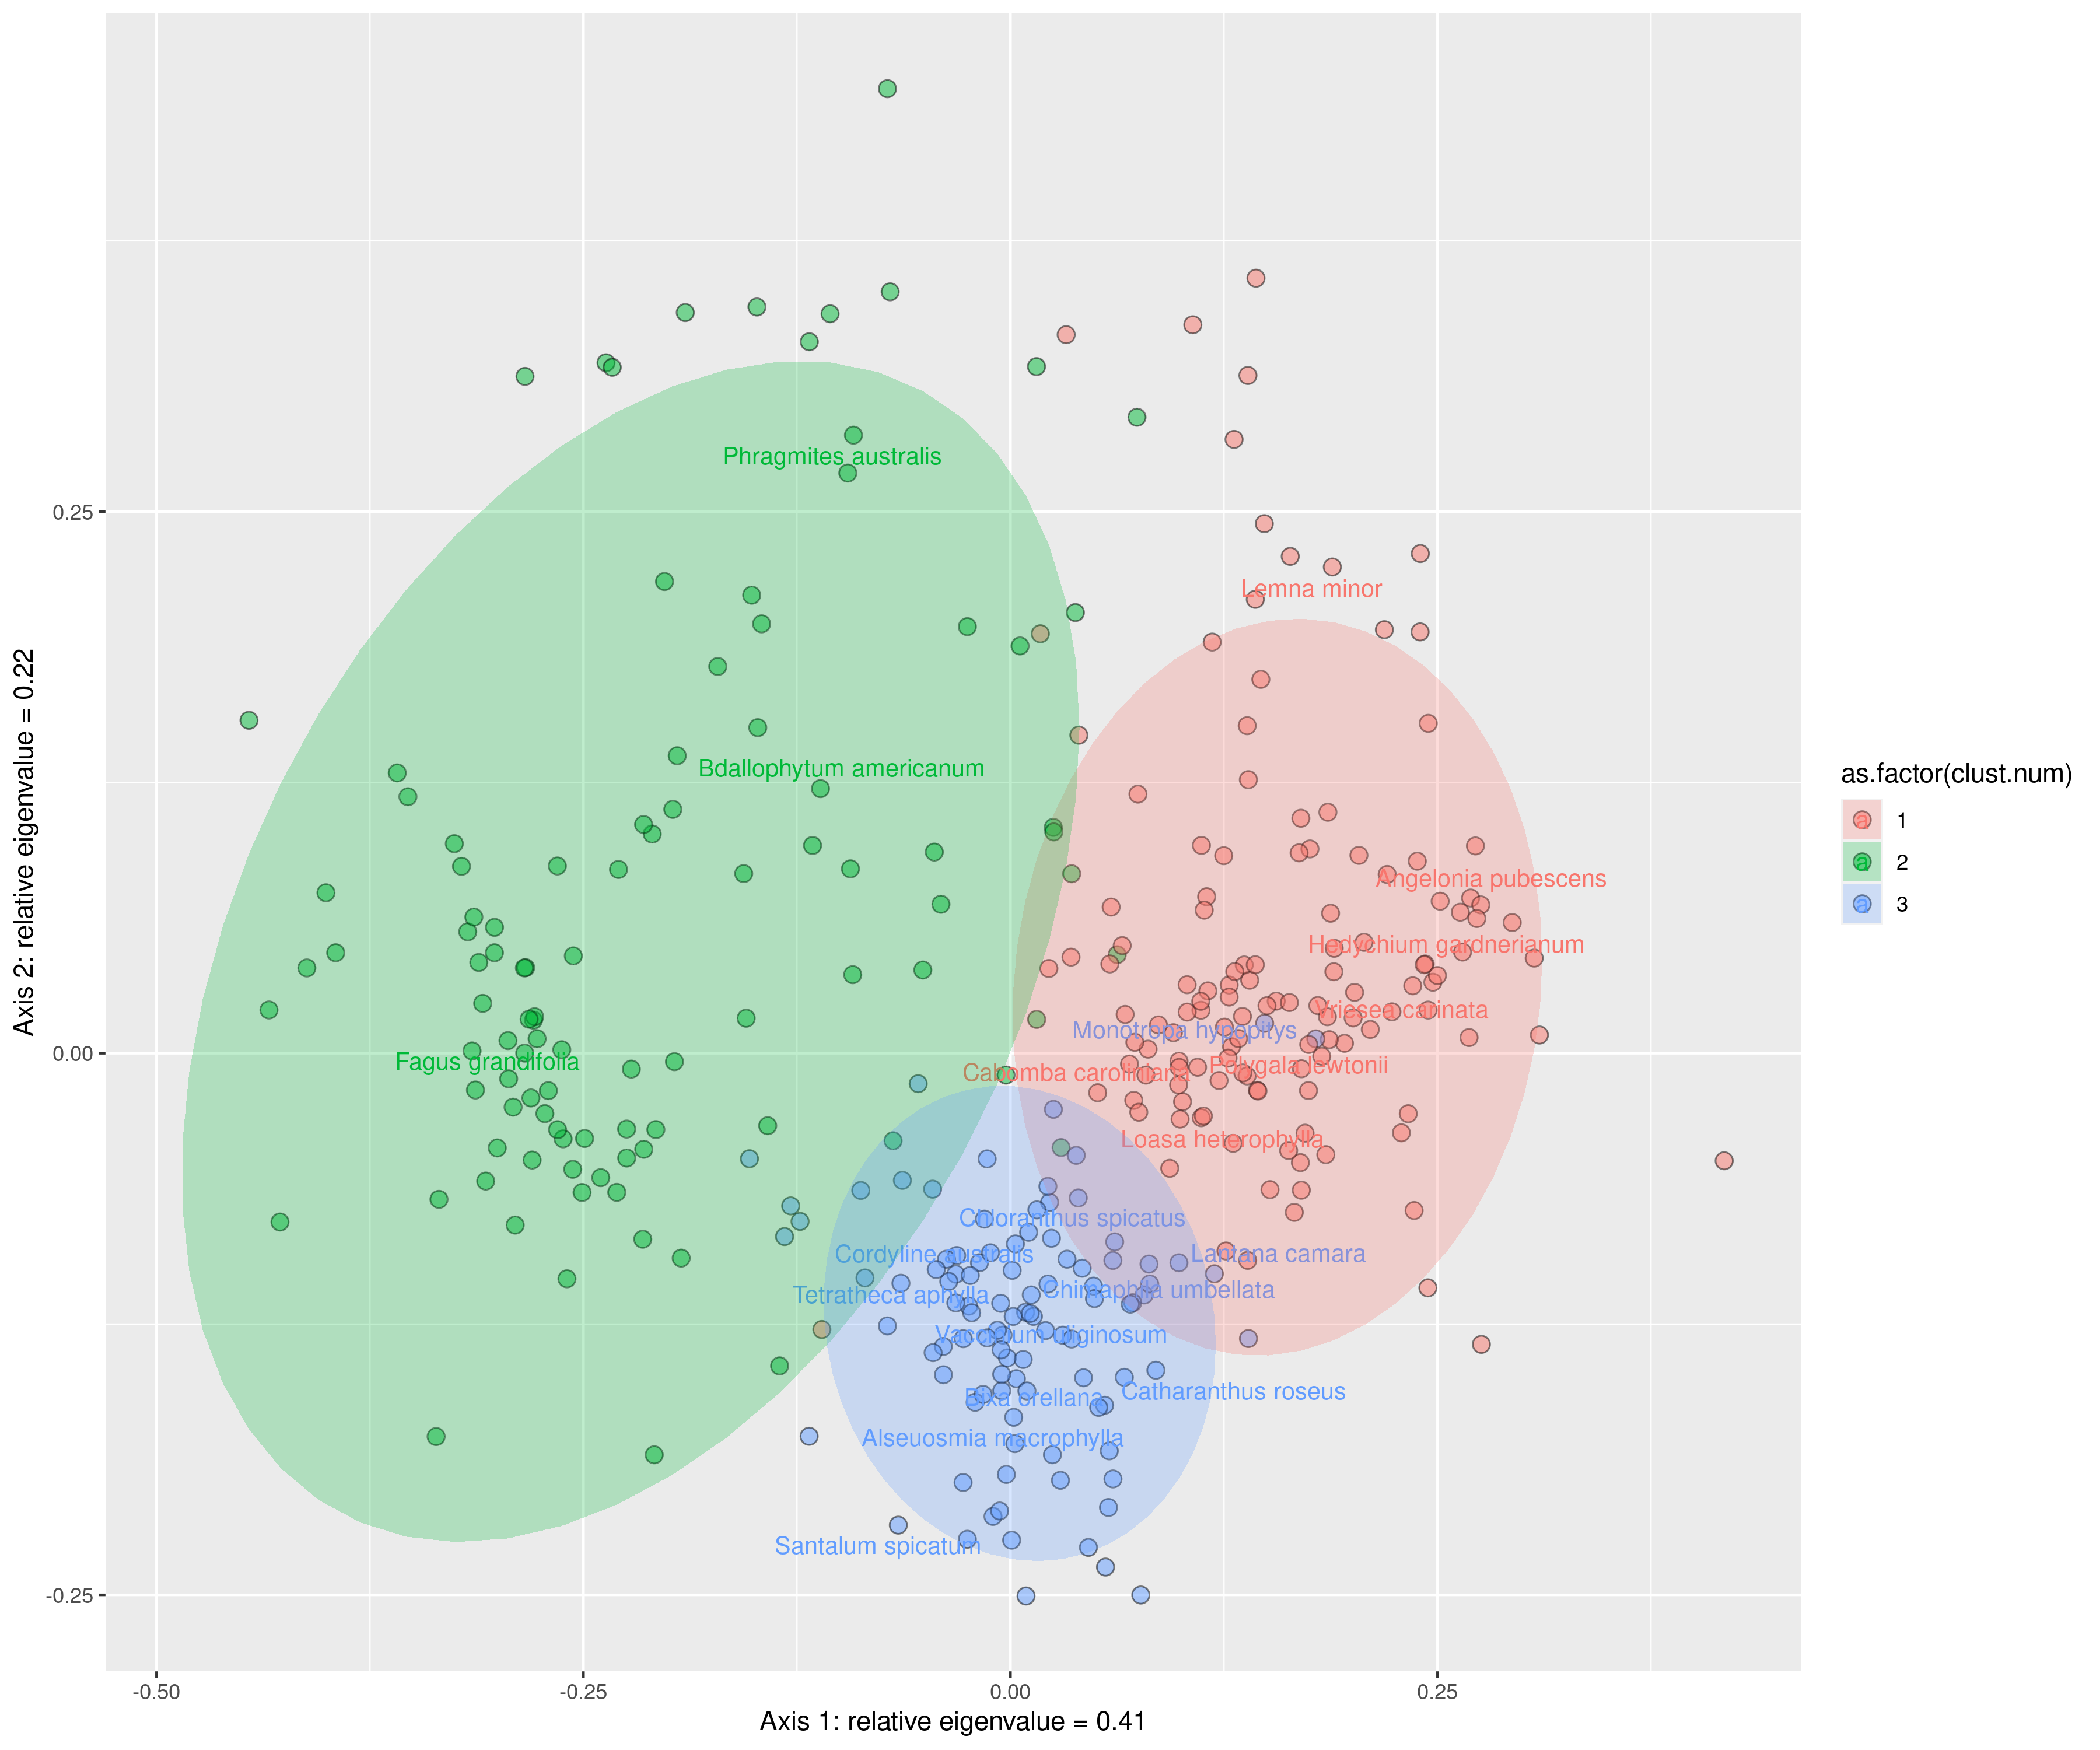 Phragmites australis
0.25
Lemna minor
Bdallophytum americanum
as.factor(clust.num)
a 1
a 2
a 3
Angelonia pubescens
Hedychium gardnerianum
Vriesea carinata
Monotropa hypopitys
0.00
Fagus grandifolia
Cabomba caroliniana
Polygala lewtonii
Loasa heterophylla
Chloranthus spicatus
Cordyline australis
Lantana camara
Tetratheca aphylla
Chimaphila umbellata
Vaccinium uliginosum
Bixa orellana
Catharanthus roseus
Alseuosmia macrophylla
Santalum spicatum
-0.25
-0.50 -0.25 0.00 0.25
Axis 1: relative eigenvalue = 0.41
Axis 2: relative eigenvalue = 0.22